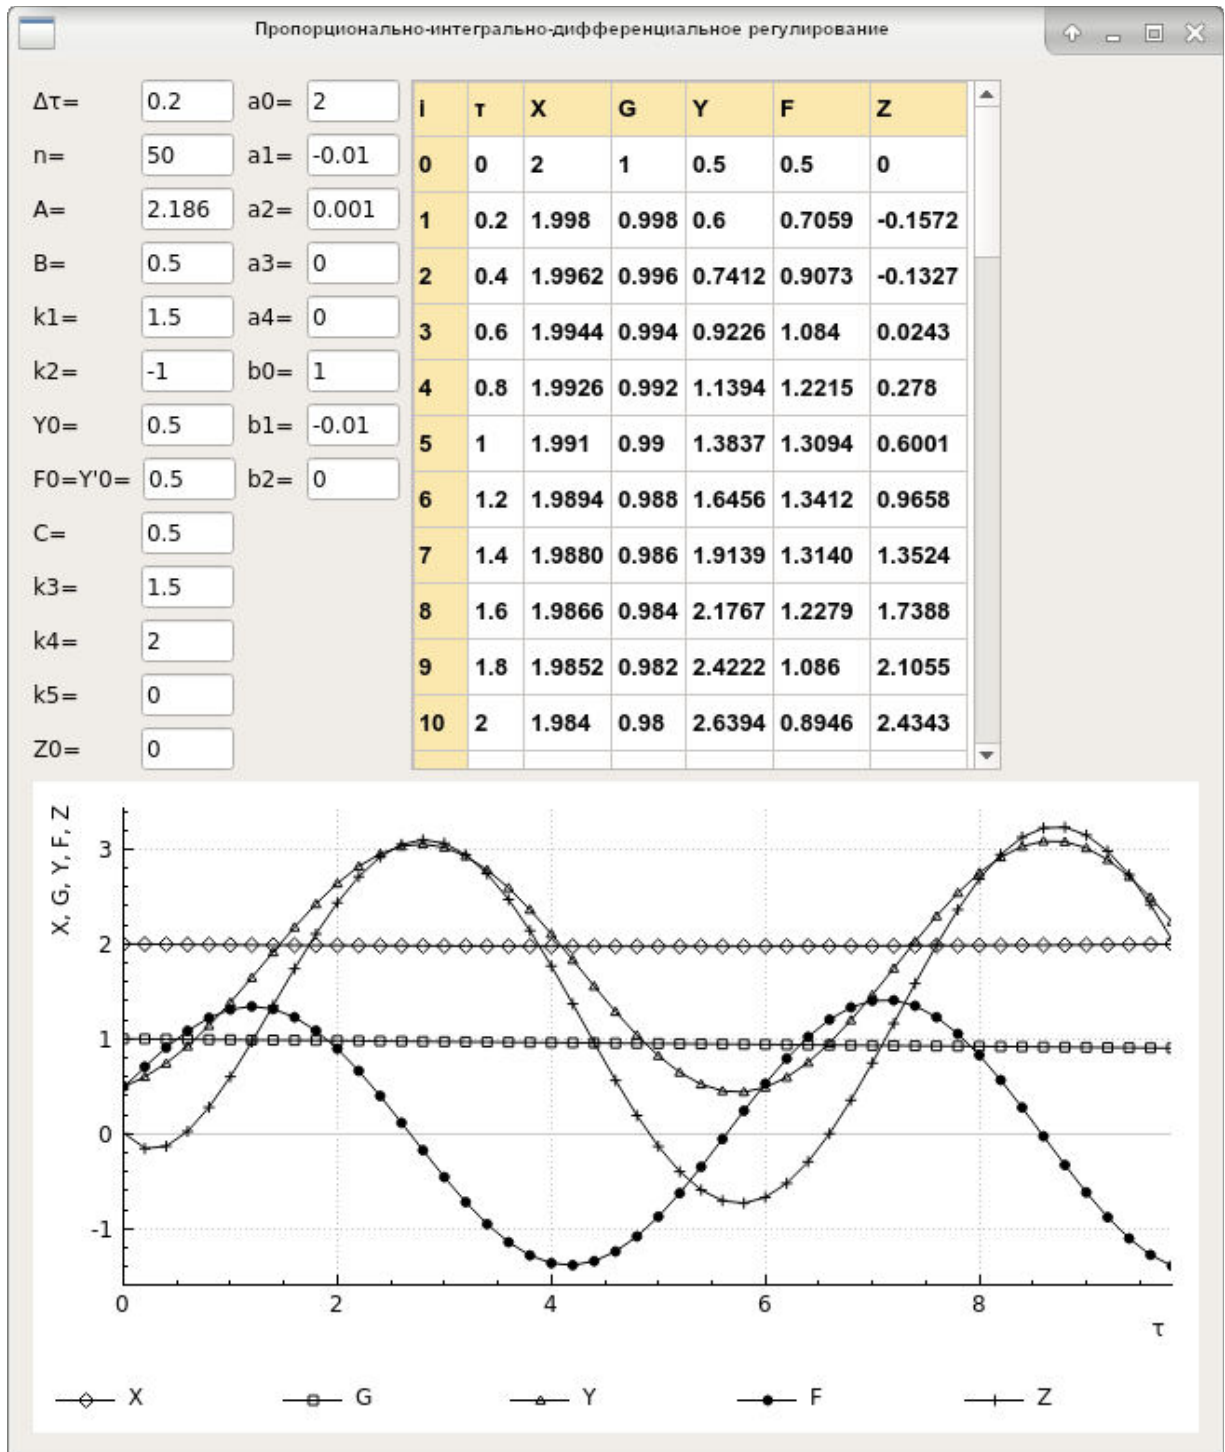 Пропорционально-интегрально-дифференциальное регулирование
Δτ= 0.2 a0= 2
n= 50 a1= -0.01
A= 2.186 a2= 0.001
B= 0.5 a3= 0
k1= 1.5 a4= 0
k2= -1 b0= 1
Y0= 0.5 b1= -0.01
F0=Y'0= 0.5 b2= 0
C= 0.5
k3= 1.5
k4= 2
k5= 0
Z0= 0
i τ X G Y F Z
0 0 2 1 0.5 0.5 0
1 0.2 1.998 0.998 0.6 0.7059 -0.1572
2 0.4 1.9962 0.996 0.7412 0.9073 -0.1327
3 0.6 1.9944 0.994 0.9226 1.084 0.0243
4 0.8 1.9926 0.992 1.1394 1.2215 0.278
5 1 1.991 0.99 1.3837 1.3094 0.6001
6 1.2 1.9894 0.988 1.6456 1.3412 0.9658
7 1.4 1.9880 0.986 1.9139 1.3140 1.3524
8 1.6 1.9866 0.984 2.1767 1.2279 1.7388
9 1.8 1.9852 0.982 2.4222 1.086 2.1055
10 2 1.984 0.98 2.6394 0.8946 2.4343
X, G, Y, F, Z
3
2
1
0
-1
0 2 4 6 8
τ
X G Y F Z